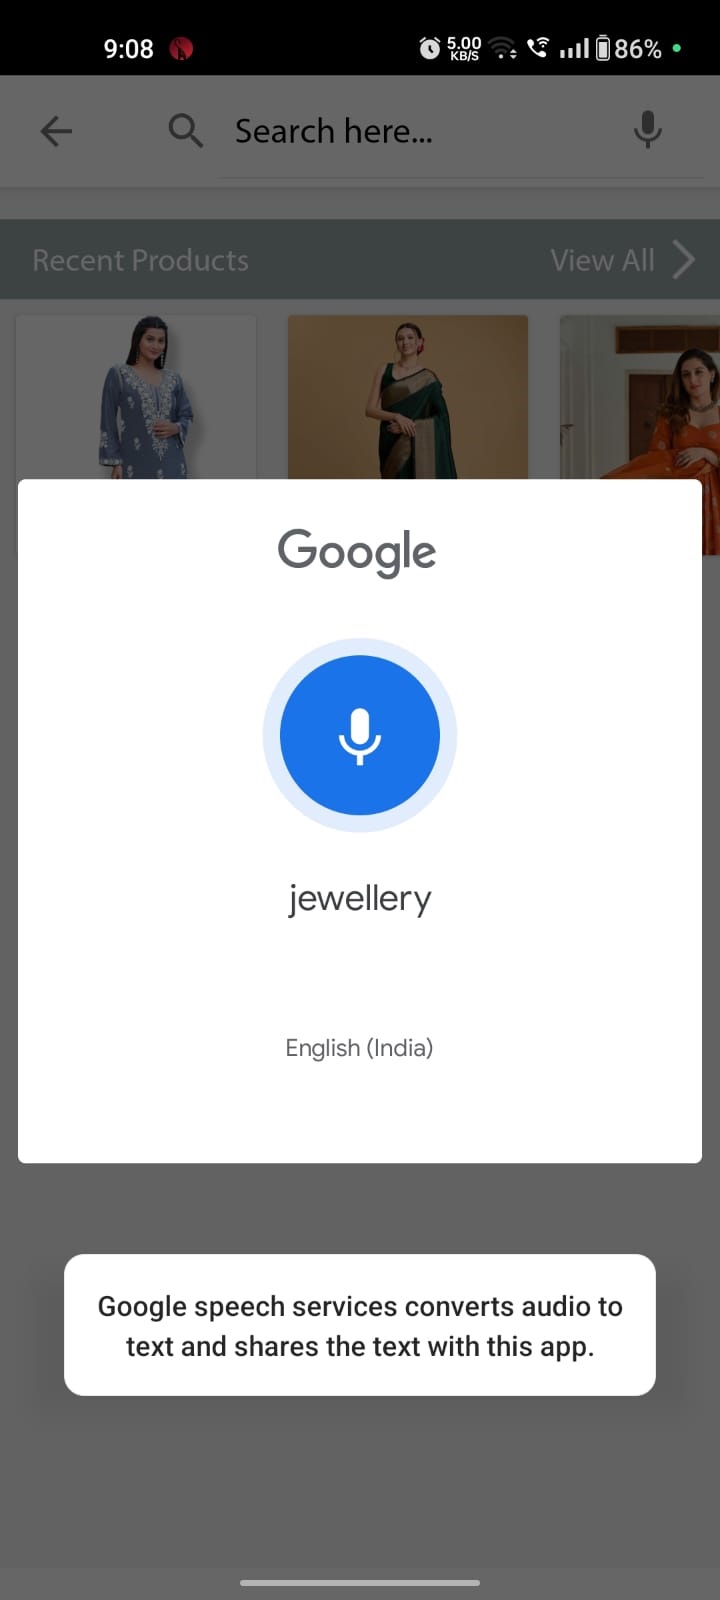 9:08
5.00
KB/S
86%
Search here...
Recent Products
View All
Google
jewellery
English (India)
Google speech services converts audio to
text and shares the text with this app.